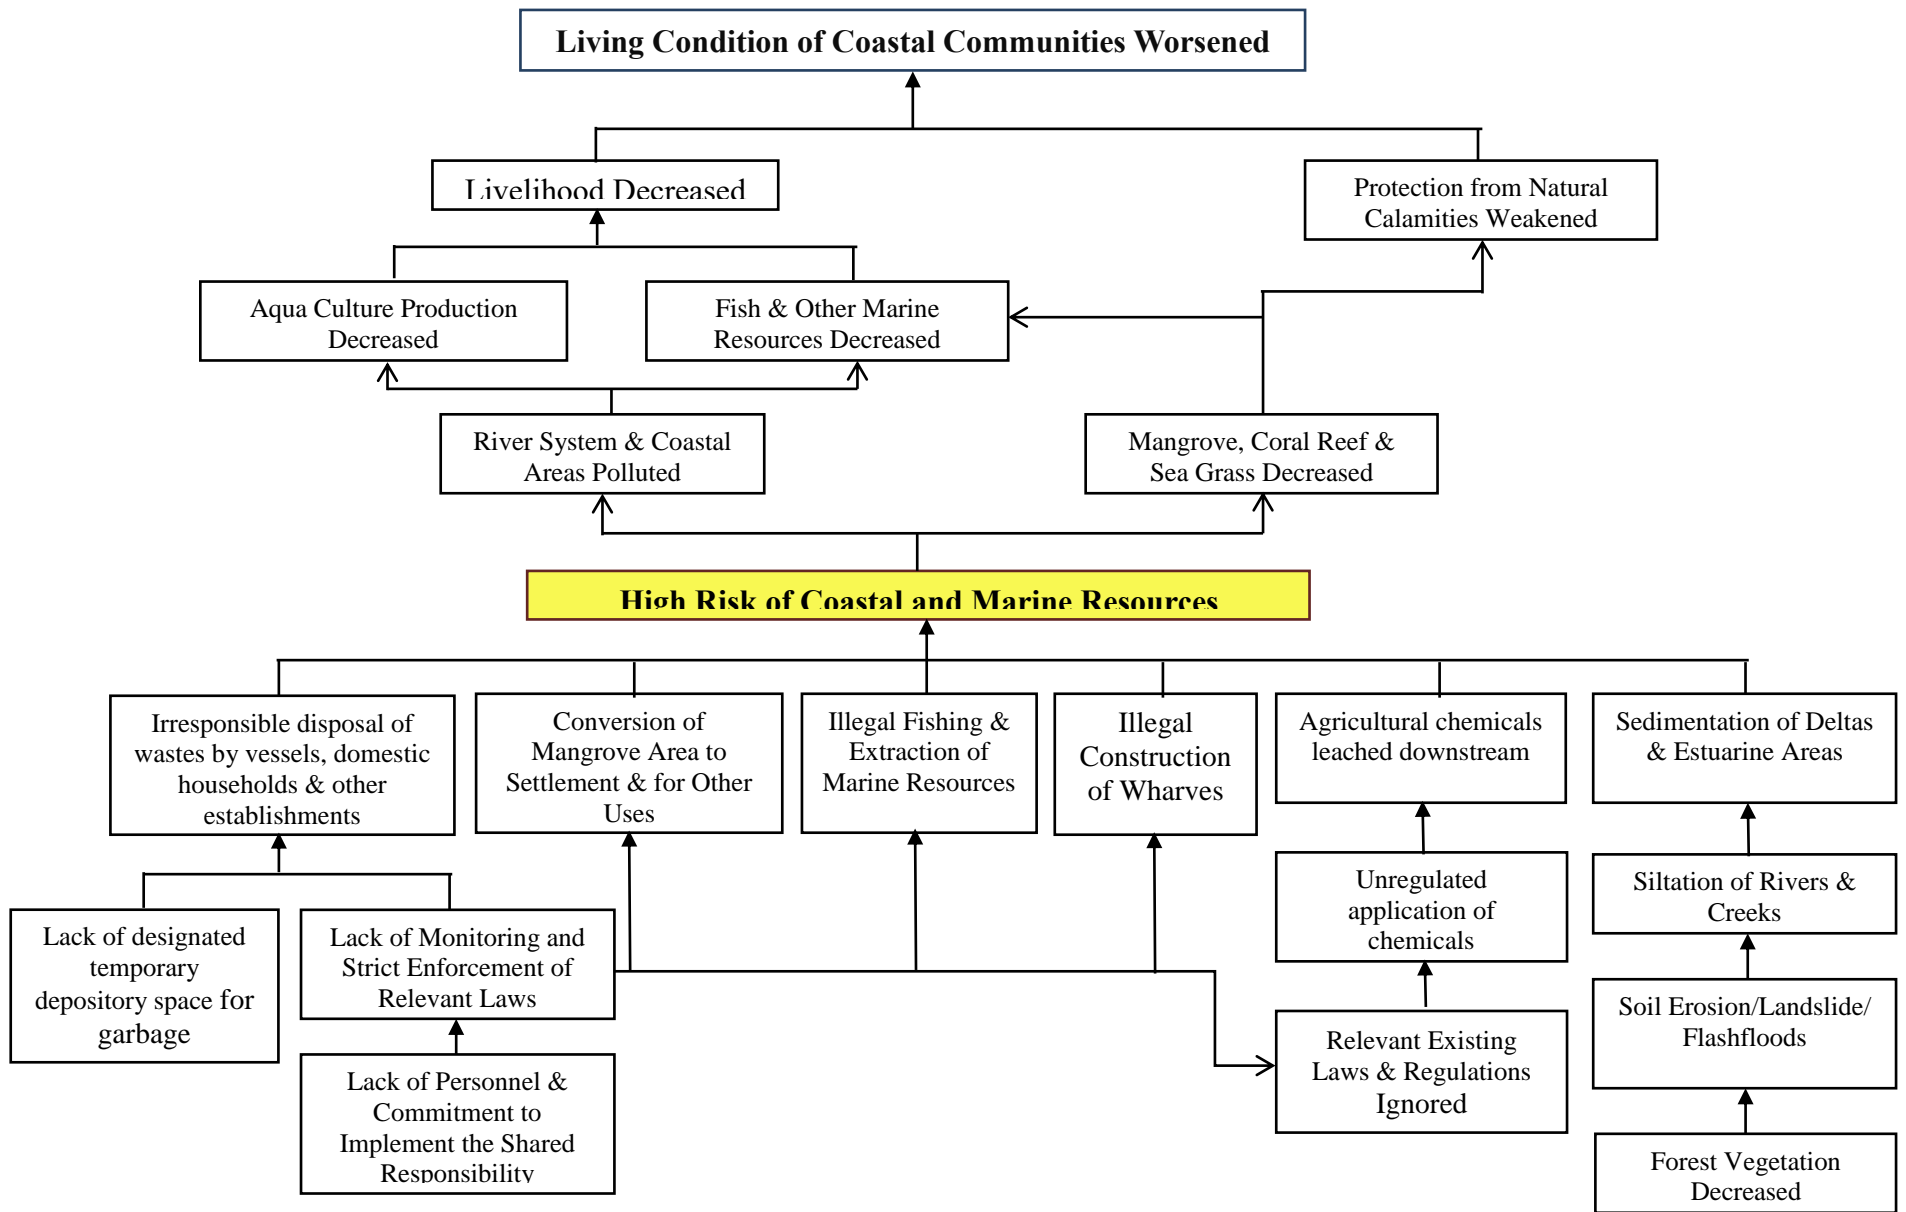 Living Condition of Coastal Communities Worsened
Livelihood Decreased
Protection from Natural
Calamities Weakened
Aqua Culture Production
Decreased
Fish & Other Marine
Resources Decreased
River System & Coastal
Areas Polluted
Mangrove, Coral Reef &
Sea Grass Decreased
High Risk of Coastal and Marine Resources
Irresponsible disposal of
wastes by vessels, domestic
households & other
establishments
Conversion of
Mangrove Area to
Settlement & for Other
Uses
Illegal Fishing &
Extraction of
Marine Resources
Illegal
Construction
of Wharves
Agricultural chemicals
leached downstream
Sedimentation of Deltas
& Estuarine Areas
Lack of designated
temporary
depository space for
garbage
Lack of Monitoring and
Strict Enforcement of
Relevant Laws
Unregulated
application of
chemicals
Siltation of Rivers &
Creeks
Lack of Personnel &
Commitment to
Implement the Shared
Responsibility
Relevant Existing
Laws & Regulations
Ignored
Soil Erosion/Landslide/
Flashfloods
Forest Vegetation
Decreased